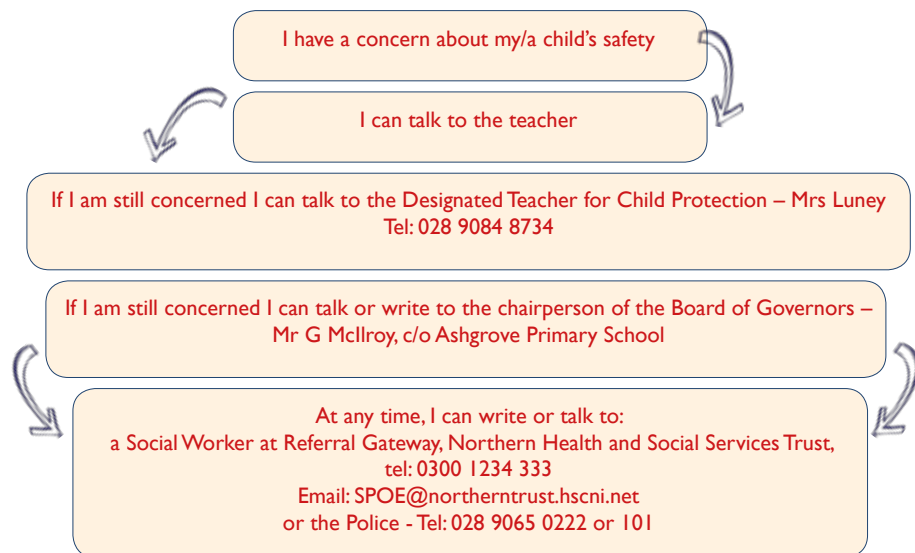 I have a concern about my/a child's safety
I can talk to the teacher
If I am still concerned I can talk to the Designated Teacher for Child Protection – Mrs Luney
Tel: 028 9084 8734
If I am still concerned I can talk or write to the chairperson of the Board of Governors –
Mr G McIlroy, c/o Ashgrove Primary School
At any time, I can write or talk to:
a Social Worker at Referral Gateway, Northern Health and Social Services Trust,
tel: 0300 1234 333
Email: SPOE@northerntrust.hscni.net
or the Police - Tel: 028 9065 0222 or 101